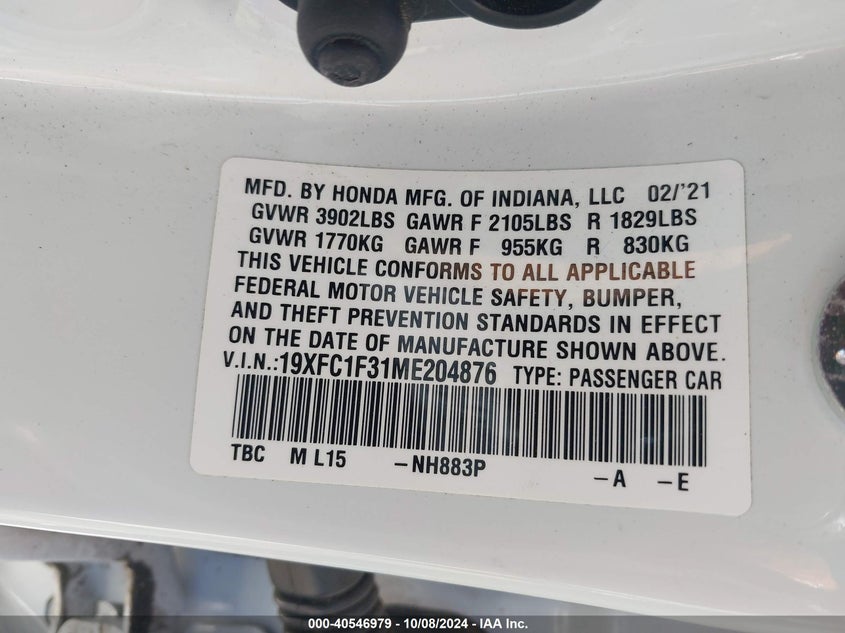 MFD. BY HONDA MFG. OF INDIANA, LLC 02/'21
GVWR 3902LBS GAWR F 2105LBS R 1829LBS
GVWR 1770KG GAWR F 955KG R 830KG
THIS VEHICLE CONFORMS TO ALL APPLICABLE
FEDERAL MOTOR VEHICLE SAFETY, BUMPER,
AND THEFT PREVENTION STANDARDS IN EFFECT
ON THE DATE OF MANUFACTURE SHOWN ABOVE.
V.I.N.:19XFC1F31ME204876 TYPE: PASSENGER CAR
TBC M L15 –NH883P –A –E
000-40546979 - 10/08/2024 - IAA Inc.